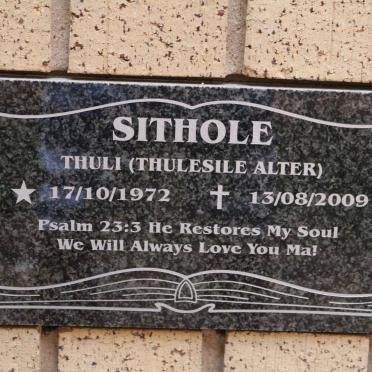 SITHOLE
THULI (THULESILE ALTER)
17/10/1972 13/08/2009
Psalm 23:3 He Restores My Soul
We Will Always Love You Ma!